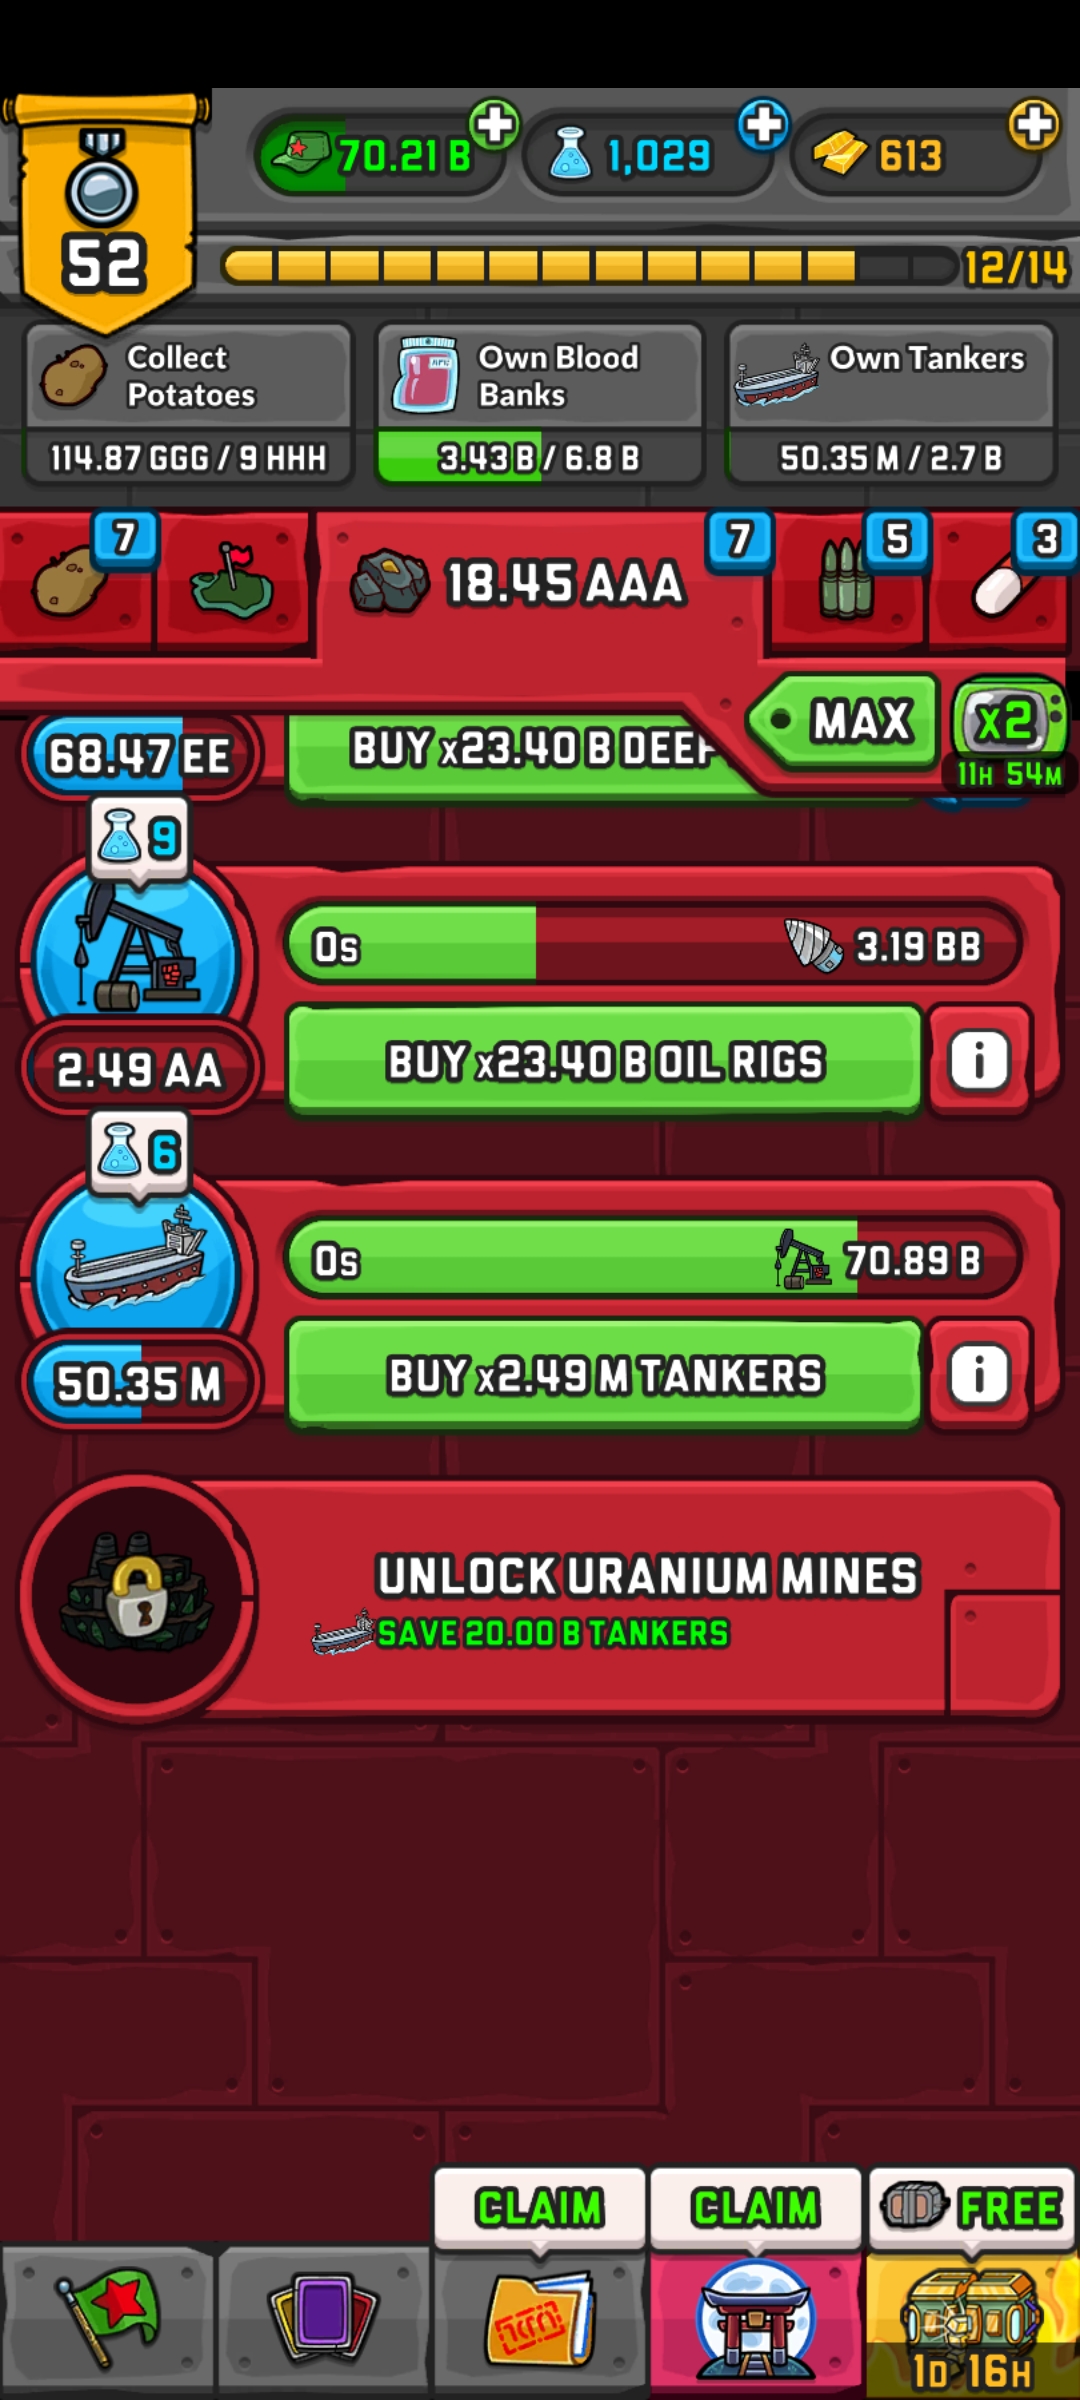 70.21 B
1,029
613
52
12/14
Collect
Potatoes
114.87 GGG / 9 HHH
Own Blood
Banks
3.43 B / 6.8 B
Own Tankers
50.35 M / 2.7 B
7
18.45 AAA
7
5
3
MAX
x2
11H 54M
68.47 EE
BUY x23.40 B DEEP
9
0s
3.19 BB
2.49 AA
BUY x23.40 B OIL RIGS
i
6
0s
70.89 B
50.35 M
BUY x2.49 M TANKERS
i
UNLOCK URANIUM MINES
SAVE 20.00 B TANKERS
CLAIM
CLAIM
FREE
1D 16H